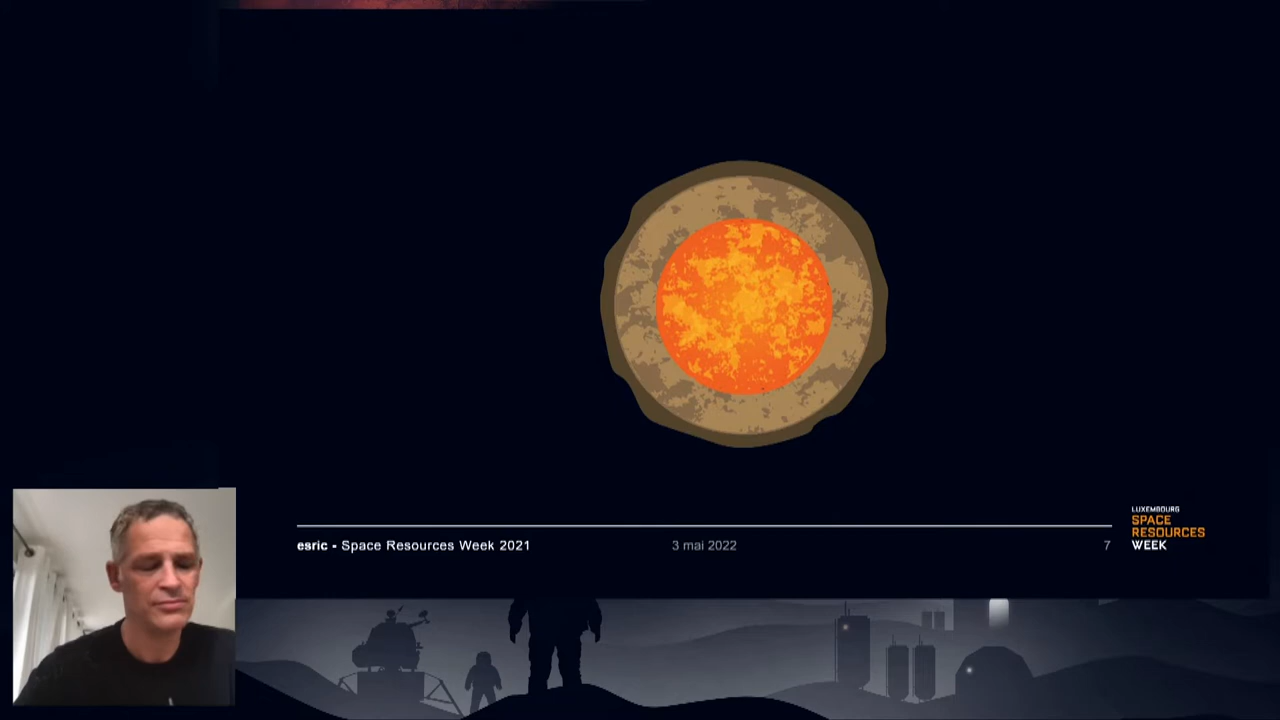 esric - Space Resources Week 2021
3 mai 2022
7
LUXEMBOURG
SPACE
RESOURCES
WEEK